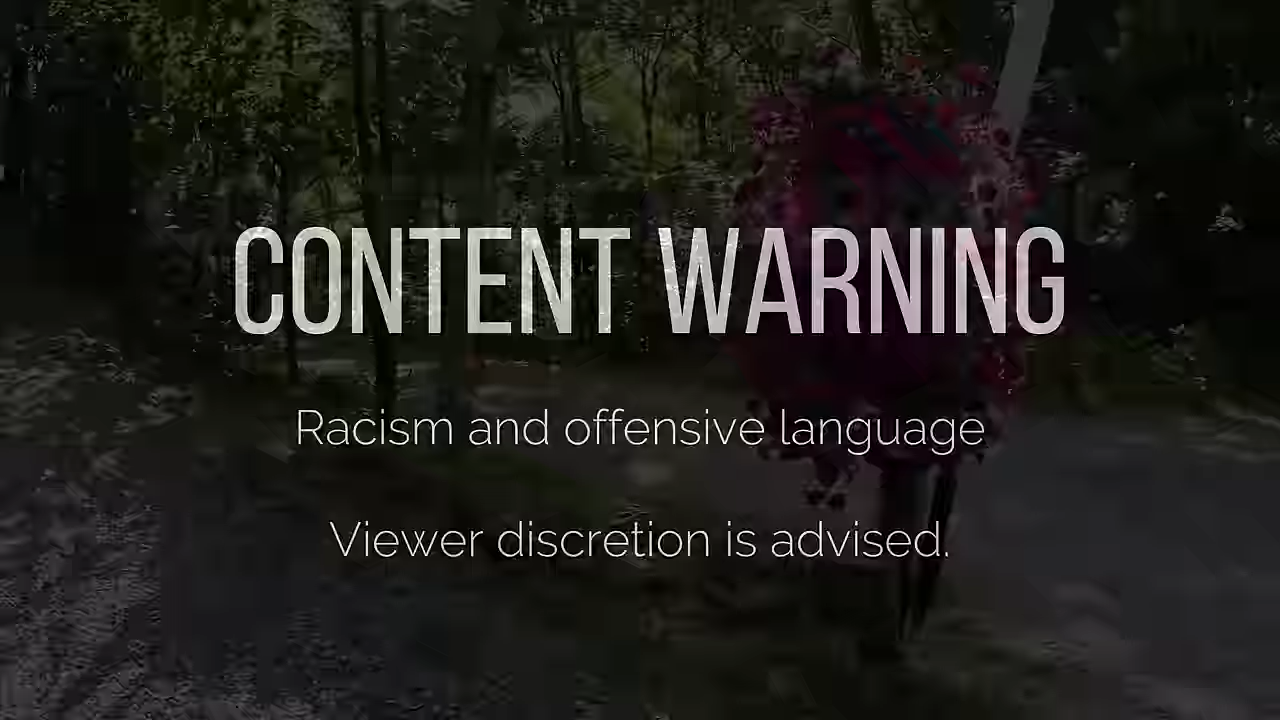 CONTENT WARNING
Racism and offensive language
Viewer discretion is advised.